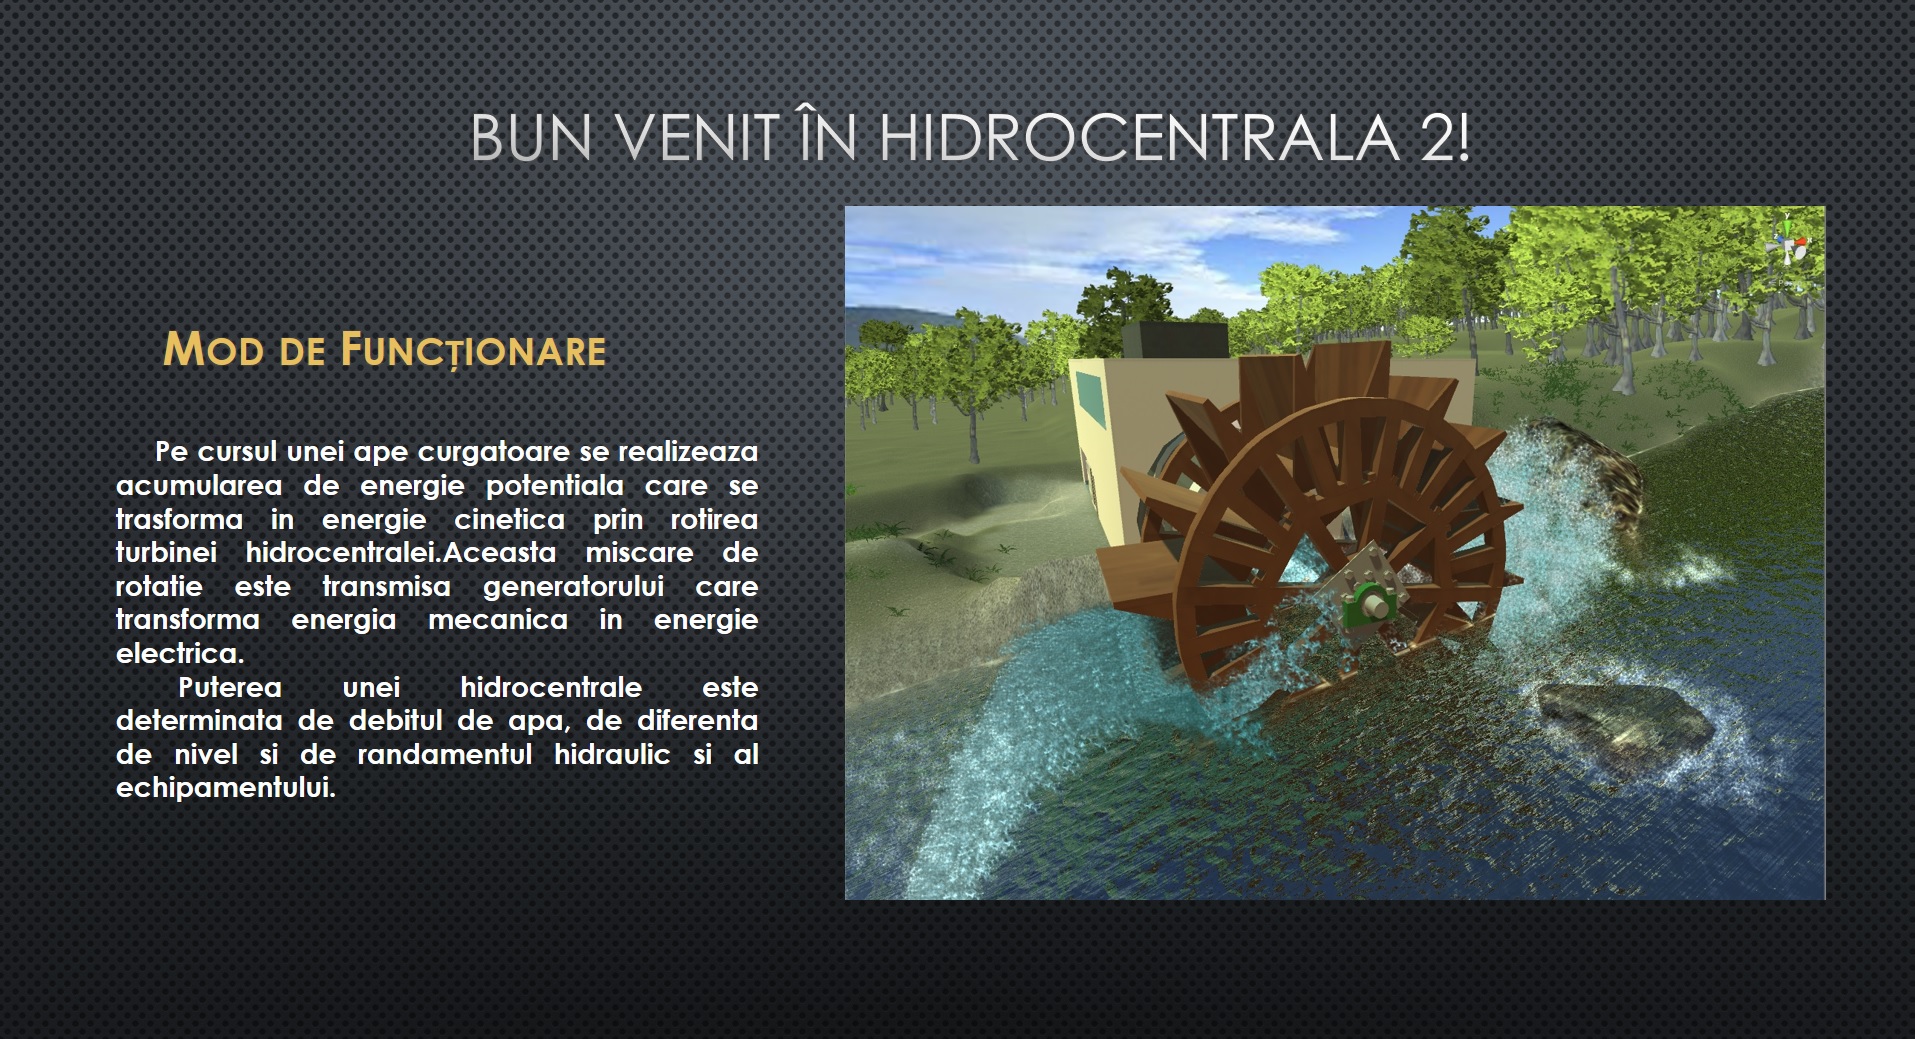 BUN VENIT ÎN HIDROCENTRALA 2!
MOD DE FUNCȚIONARE
Pe cursul unei ape curgatoare se realizeaza
acumularea de energie potentiala care se
trasforma in energie cinetica prin rotirea
turbinei hidrocentralei.Aceasta miscare de
rotatie este transmisa generatorului care
transforma energia mecanica in energie
electrica.
Puterea unei hidrocentrale este
determinata de debitul de apa, de diferenta
de nivel si de randamentul hidraulic si al
echipamentului.